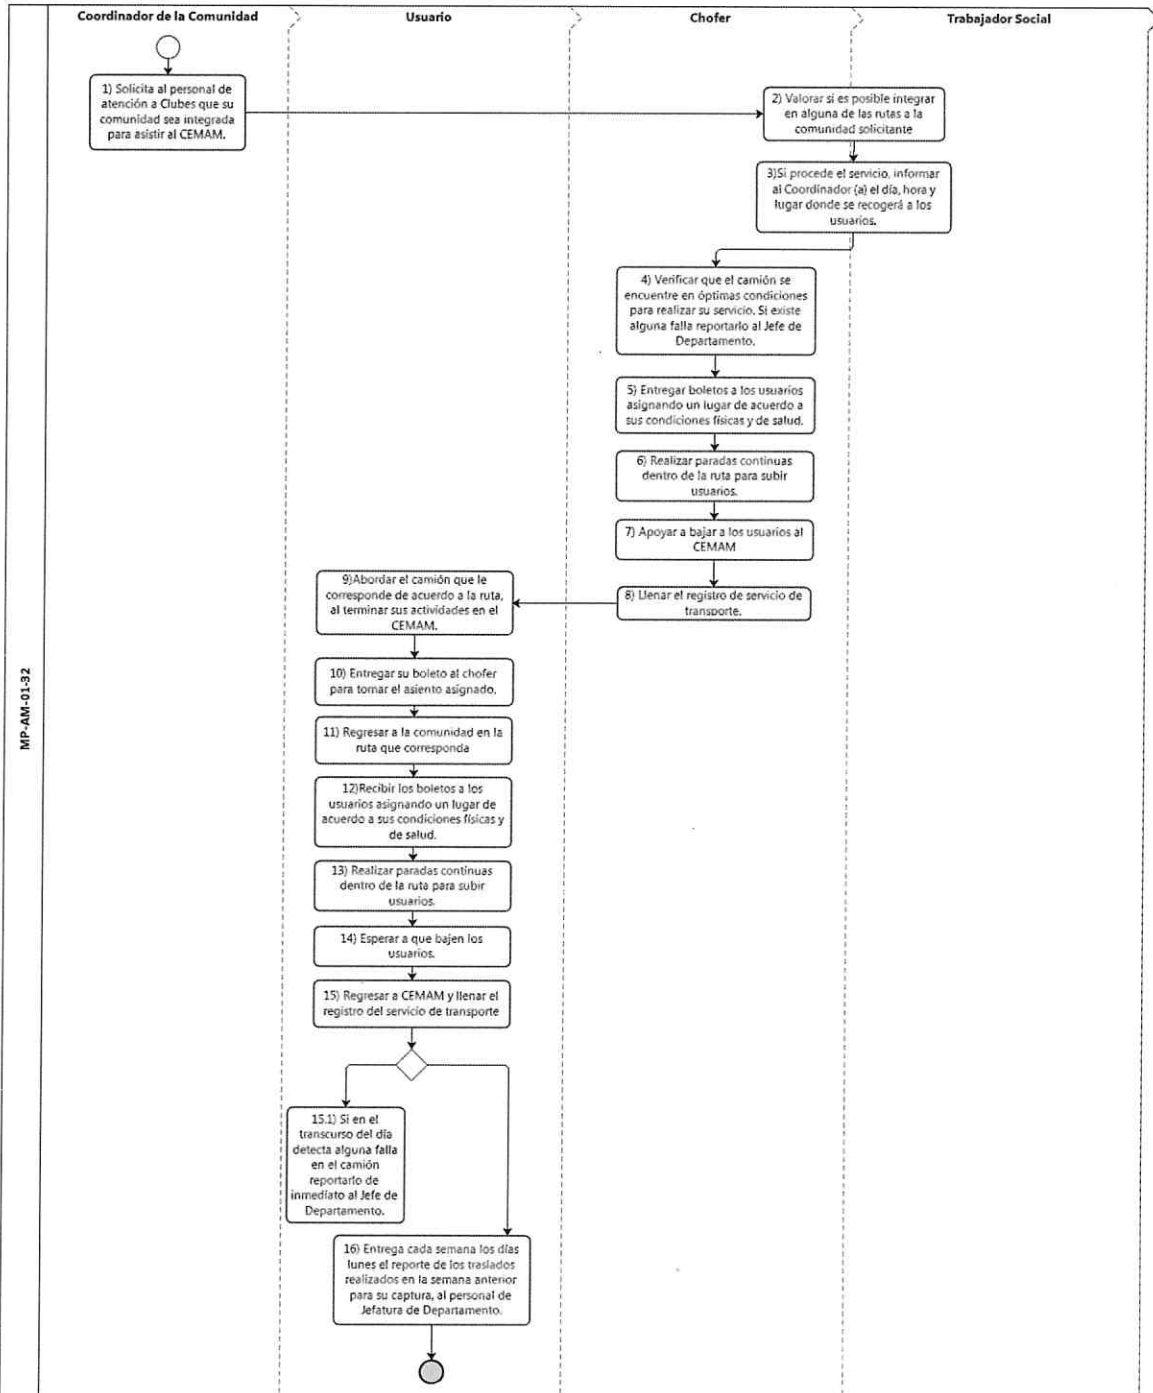 Coordinador de la Comunidad
Usuario
Chofer
Trabajador Social
MP-AM-01-32
1) Solicita al personal de
atención a Clubes que su
comunidad sea integrada
para asistir al CEMAM.
2) Valorar si es posible integrar
en alguna de las rutas a la
comunidad solicitante
3)Si procede el servicio, informar
al Coordinador (a) el día, hora y
lugar donde se recogerá a los
usuarios.
4) Verificar que el camión se
encuentre en óptimas condiciones
para realizar su servicio. Si existe
alguna falla reportarlo al Jefe de
Departamento.
5) Entregar boletos a los usuarios
asignando un lugar de acuerdo a
sus condiciones físicas y de salud.
6) Realizar paradas continuas
dentro de la ruta para subir
usuarios.
7) Apoyar a bajar a los usuarios al
CEMAM
8) Llenar el registro de servicio de
transporte.
9)Abordar el camión que le
corresponde de acuerdo a la ruta,
al terminar sus actividades en el
CEMAM.
10) Entregar su boleto al chofer
para tomar el asiento asignado.
11) Regresar a la comunidad en la
ruta que corresponda
12)Recibir los boletos a los
usuarios asignando un lugar de
acuerdo a sus condiciones físicas y
de salud.
13) Realizar paradas continuas
dentro de la ruta para subir
usuarios.
14) Esperar a que bajen los
usuarios.
15) Regresar a CEMAM y llenar el
registro del servicio de transporte
15.1) Si en el
transcurso del día
detecta alguna falla
en el camión
reportarlo de
inmediato al Jefe de
Departamento.
16) Entrega cada semana los días
lunes el reporte de los traslados
realizados en la semana anterior
para su captura, al personal de
Jefatura de Departamento.